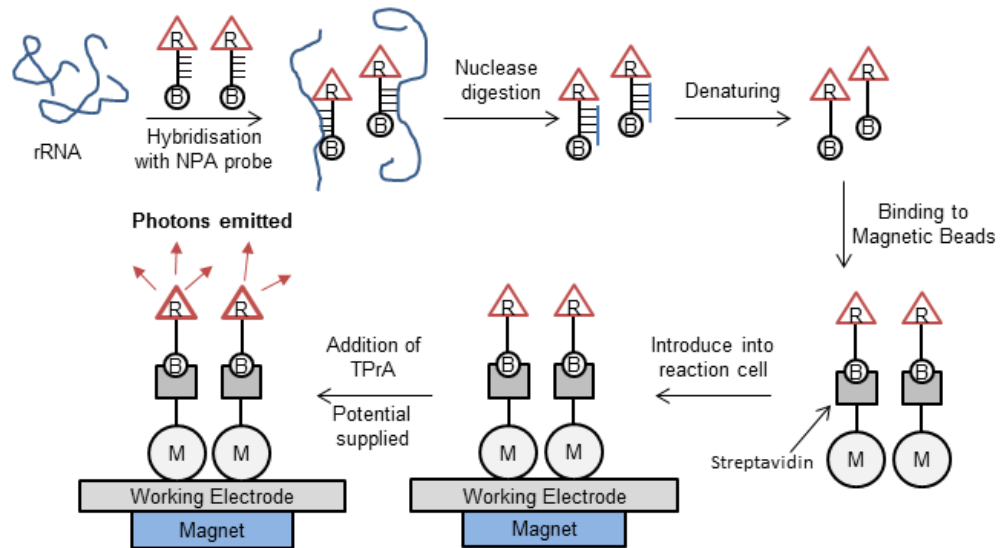 R R
B B
rRNA
Hybridisation
with NPA probe
R R
B B
Nuclease
digestion
R R
B B
Denaturing
R R
B B
Binding to
Magnetic Beads
R R
B B
Streptavidin
M M
Introduce into
reaction cell
R R
B B
M M
Working Electrode
Magnet
Addition of
TPrA
Potential
supplied
Photons emitted
R R
B B
M M
Working Electrode
Magnet